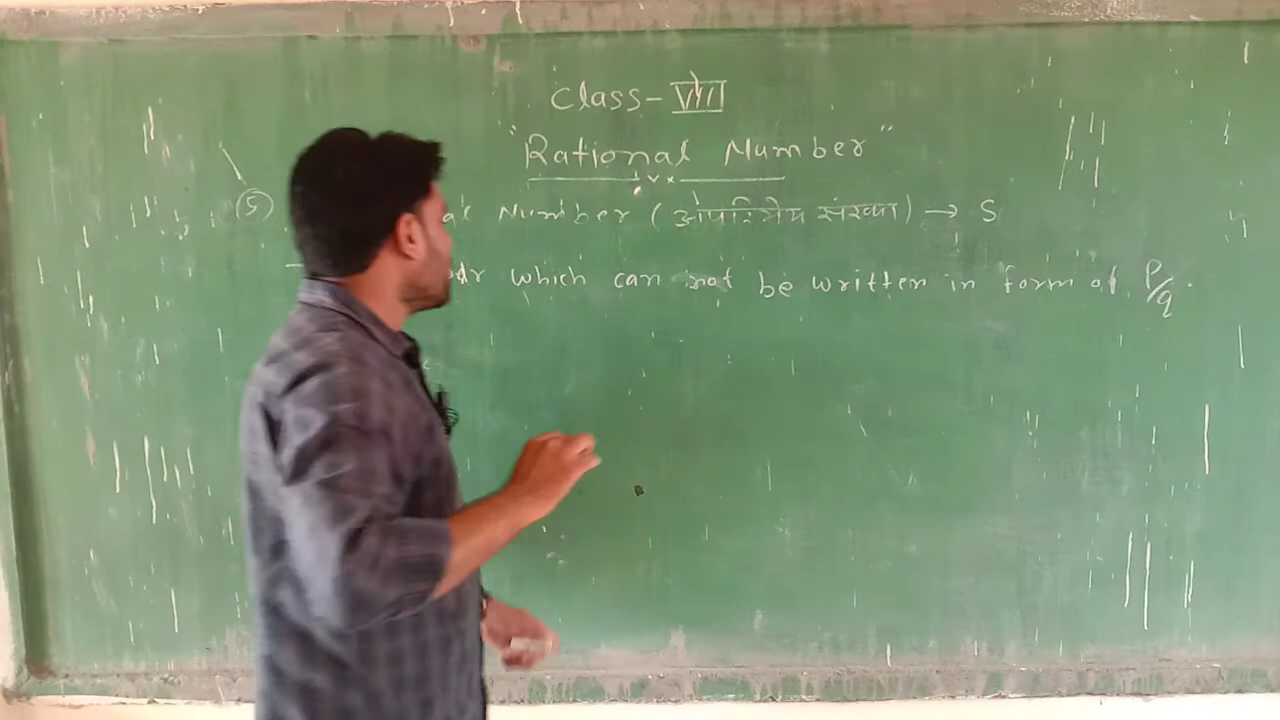 Class - VIII
"Rational Number"
(5) Number (अपरिमेय संख्या) → S
which can not be written in form of P/q.